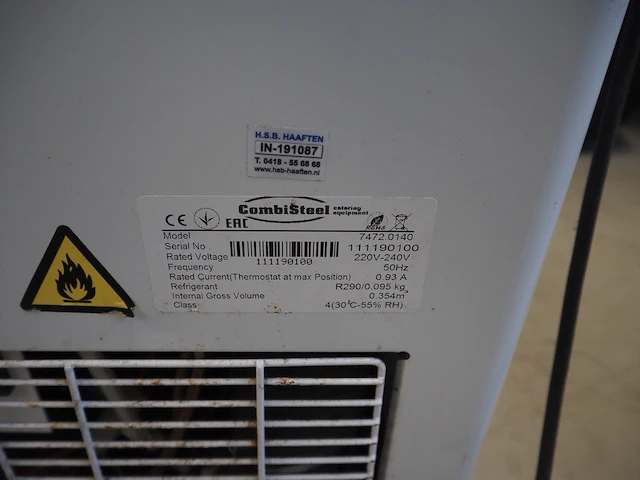 H.S.B. HAAFTEN
IN-191087
T. 0418 - 55 68 68
www.hsb-haaften.nl
CE EAC CombiSteel catering equipment RoHS
Model 7472.0140
Serial No. 111190100 111190100
Rated Voltage 220V-240V
Frequency 50Hz
Rated Current(Thermostat at max Position) 0.93 A
Refrigerant R290/0.095 kg
Internal Gross Volume 0.354m³
Class 4(30℃-55% RH)